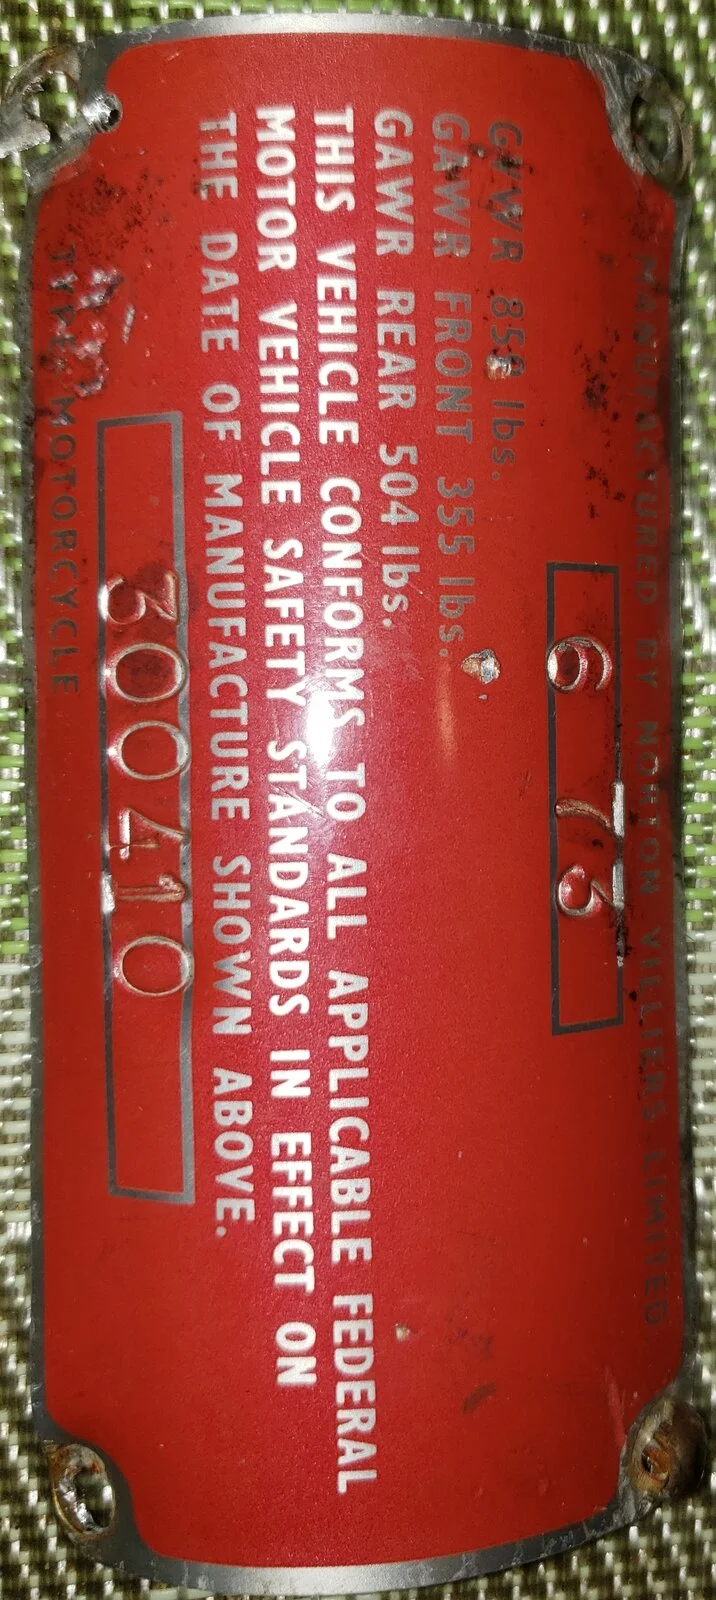 MANUFACTURED BY NORTON VILLIERS LIMITED
6 73
GVWR 859 lbs.
GAWR FRONT 355 lbs.
GAWR REAR 504 lbs.
THIS VEHICLE CONFORMS TO ALL APPLICABLE FEDERAL
MOTOR VEHICLE SAFETY STANDARDS IN EFFECT ON
THE DATE OF MANUFACTURE SHOWN ABOVE.
300410
TYPE: MOTORCYCLE